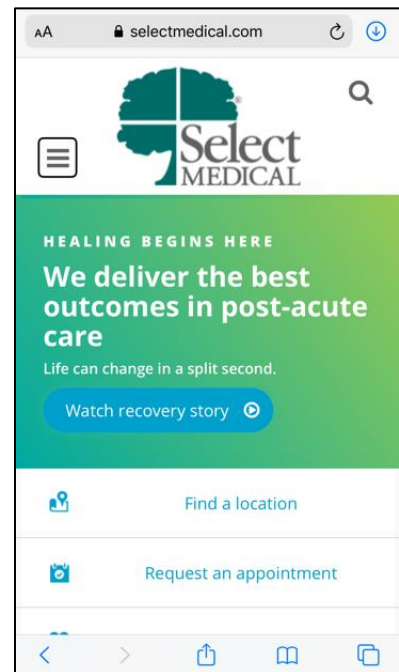 AA selectmedical.com
Select
MEDICAL
®
HEALING BEGINS HERE
We deliver the best
outcomes in post-acute
care
Life can change in a split second.
Watch recovery story
Find a location
Request an appointment